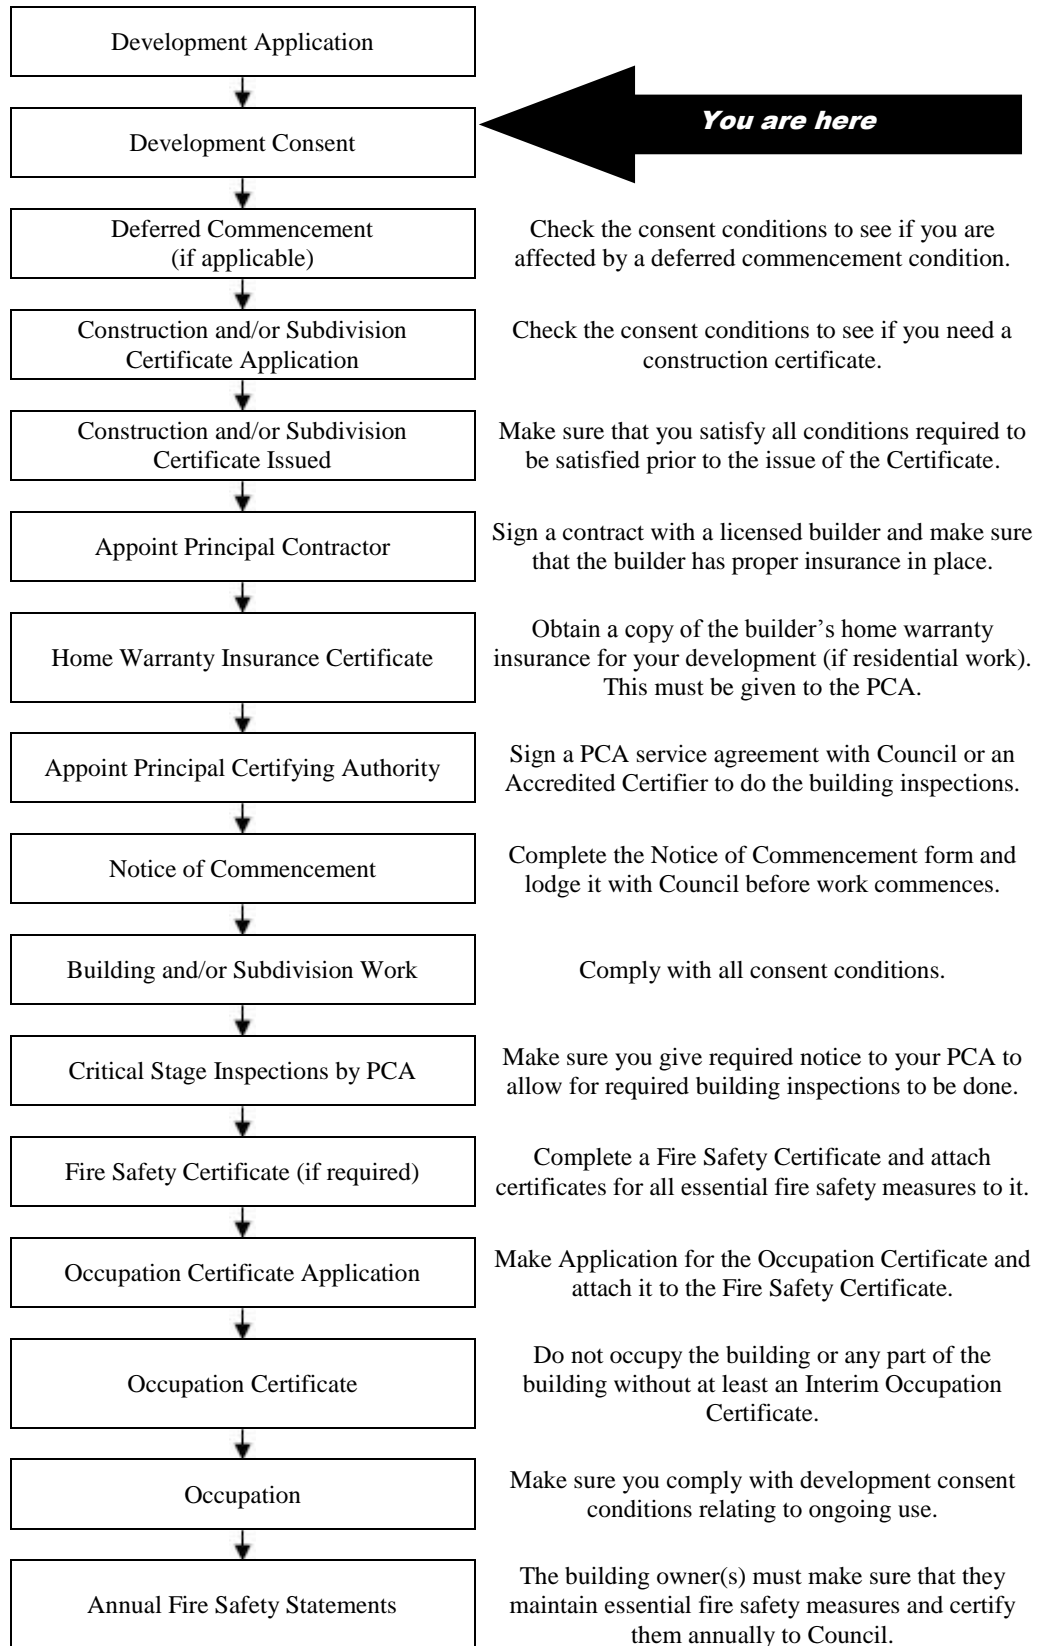 Development Application
Development Consent
You are here
Deferred Commencement
(if applicable)
Check the consent conditions to see if you are
affected by a deferred commencement condition.
Construction and/or Subdivision
Certificate Application
Check the consent conditions to see if you need a
construction certificate.
Construction and/or Subdivision
Certificate Issued
Make sure that you satisfy all conditions required to
be satisfied prior to the issue of the Certificate.
Appoint Principal Contractor
Sign a contract with a licensed builder and make sure
that the builder has proper insurance in place.
Home Warranty Insurance Certificate
Obtain a copy of the builder’s home warranty
insurance for your development (if residential work).
This must be given to the PCA.
Appoint Principal Certifying Authority
Sign a PCA service agreement with Council or an
Accredited Certifier to do the building inspections.
Notice of Commencement
Complete the Notice of Commencement form and
lodge it with Council before work commences.
Building and/or Subdivision Work
Comply with all consent conditions.
Critical Stage Inspections by PCA
Make sure you give required notice to your PCA to
allow for required building inspections to be done.
Fire Safety Certificate (if required)
Complete a Fire Safety Certificate and attach
certificates for all essential fire safety measures to it.
Occupation Certificate Application
Make Application for the Occupation Certificate and
attach it to the Fire Safety Certificate.
Occupation Certificate
Do not occupy the building or any part of the
building without at least an Interim Occupation
Certificate.
Occupation
Make sure you comply with development consent
conditions relating to ongoing use.
Annual Fire Safety Statements
The building owner(s) must make sure that they
maintain essential fire safety measures and certify
them annually to Council.